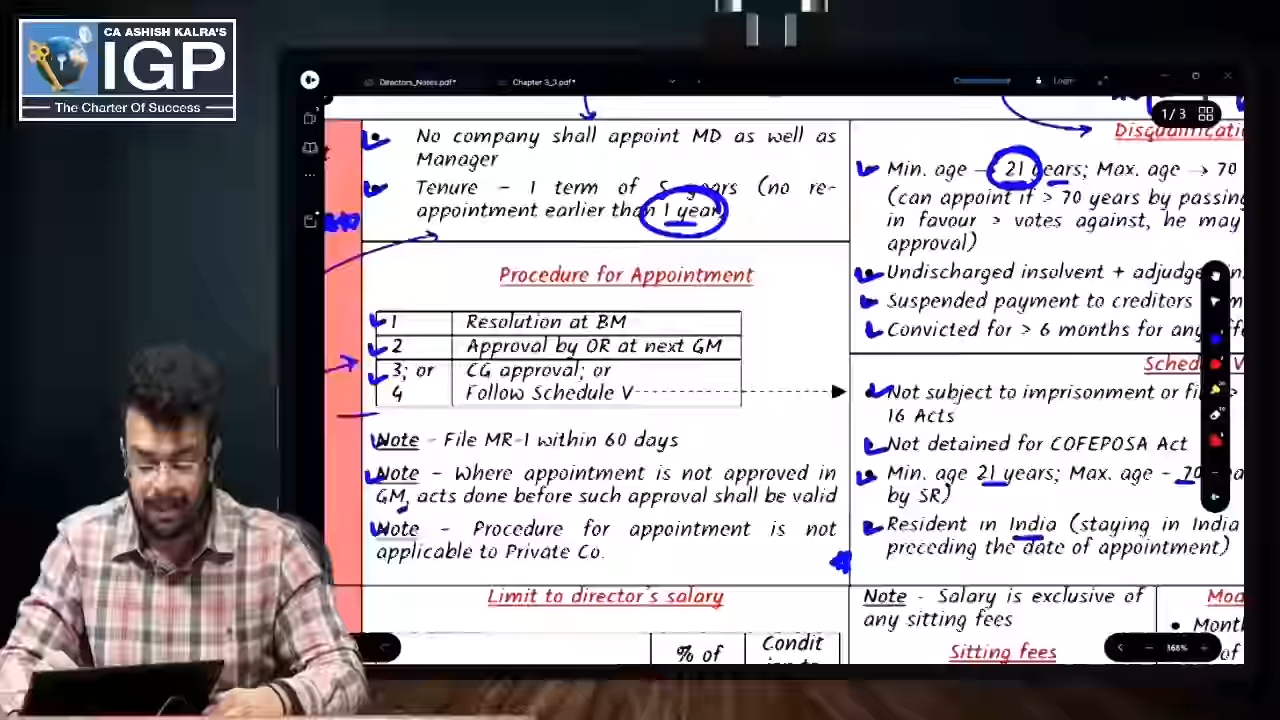 CA ASHISH KALRA'S
IGP
The Charter Of Success
Directors_Notes.pdf*
Chapter 3_3.pdf*
Login
1/3
No company shall appoint MD as well as
Manager
Tenure – 1 term of 5 years (no re-
appointment earlier than 1 year)
Procedure for Appointment
1 Resolution at BM
2 Approval by OR at next GM
3; or CG approval; or
4 Follow Schedule V
Note - File MR-1 within 60 days
Note - Where appointment is not approved in
GM, acts done before such approval shall be valid
Note - Procedure for appointment is not
applicable to Private Co.
Limit to director's salary
% of
Condit
Min. age → 21 years; Max. age → 70
(can appoint if > 70 years by passing
in favour > votes against, he may
approval)
Undischarged insolvent + adjudge
Suspended payment to creditors
Convicted for > 6 months for any
Not subject to imprisonment or
16 Acts
Not detained for COFEPOSA Act
Min. age 21 years; Max. age - 70
by SR)
Resident in India (staying in India
preceding the date of appointment)
Note - Salary is exclusive of
any sitting fees
Sitting fees
368%